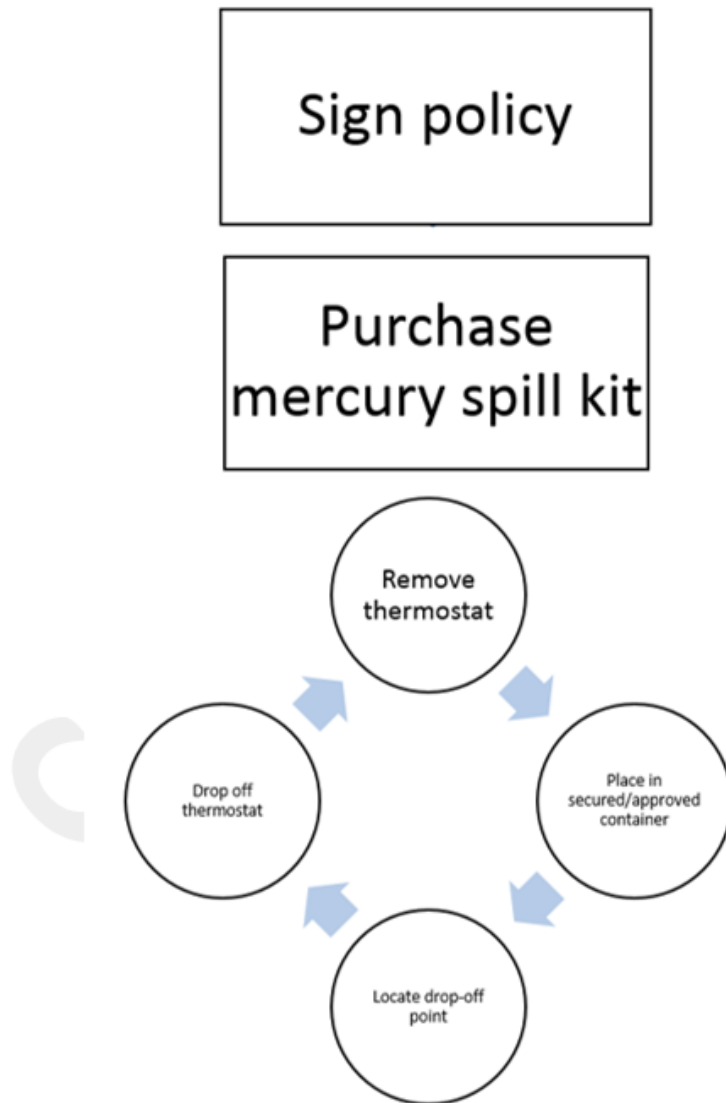 Sign policy
Purchase
mercury spill kit
Remove
thermostat
Place in
secured/approved
container
Drop off
thermostat
Locate drop-off
point